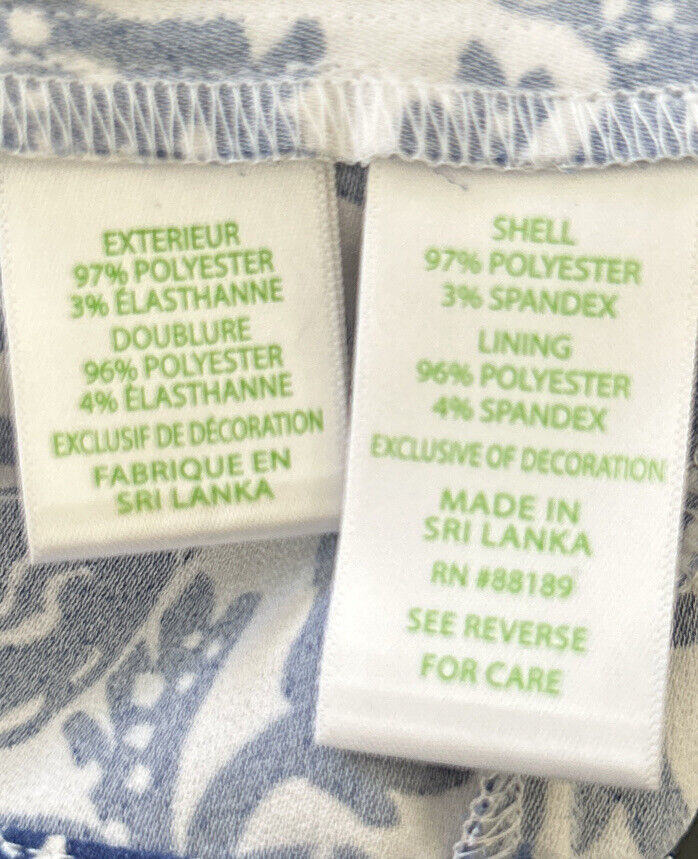 EXTERIEUR
97% POLYESTER
3% ÉLASTHANNE
DOUBLURE
96% POLYESTER
4% ÉLASTHANNE
EXCLUSIF DE DÉCORATION
FABRIQUE EN
SRI LANKA
SHELL
97% POLYESTER
3% SPANDEX
LINING
96% POLYESTER
4% SPANDEX
EXCLUSIVE OF DECORATION
MADE IN
SRI LANKA
RN #88189
SEE REVERSE
FOR CARE